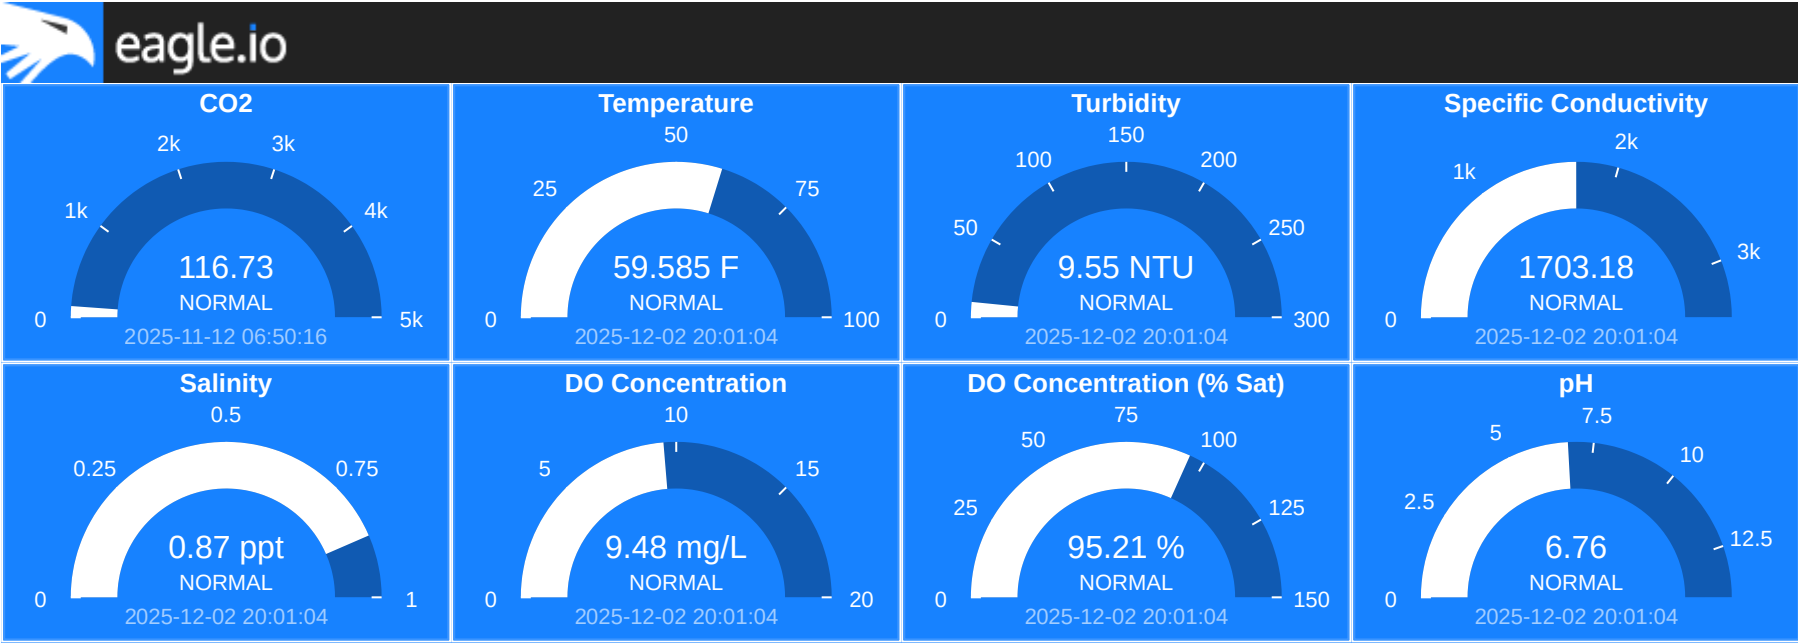 eagle.io
CO2
2k
3k
1k
4k
116.73
NORMAL
0
5k
2025-11-12 06:50:16
Temperature
50
25
75
59.585 F
NORMAL
0
100
2025-12-02 20:01:04
Turbidity
150
100
200
50
250
9.55 NTU
NORMAL
0
300
2025-12-02 20:01:04
Specific Conductivity
2k
1k
3k
1703.18
NORMAL
0
2025-12-02 20:01:04
Salinity
0.5
0.25
0.75
0.87 ppt
NORMAL
0
1
2025-12-02 20:01:04
DO Concentration
10
5
15
9.48 mg/L
NORMAL
0
20
2025-12-02 20:01:04
DO Concentration (% Sat)
75
50
100
25
125
95.21 %
NORMAL
0
150
2025-12-02 20:01:04
pH
7.5
5
10
2.5
12.5
6.76
NORMAL
0
2025-12-02 20:01:04